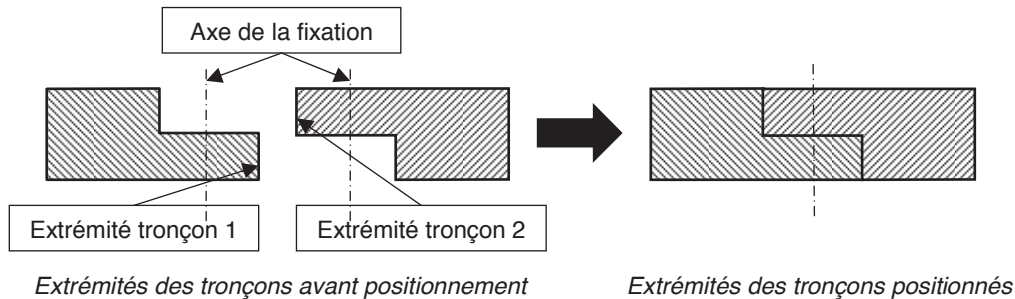 Axe de la fixation
Extrémité tronçon 1
Extrémité tronçon 2
Extrémités des tronçons avant positionnement
Extrémités des tronçons positionnés